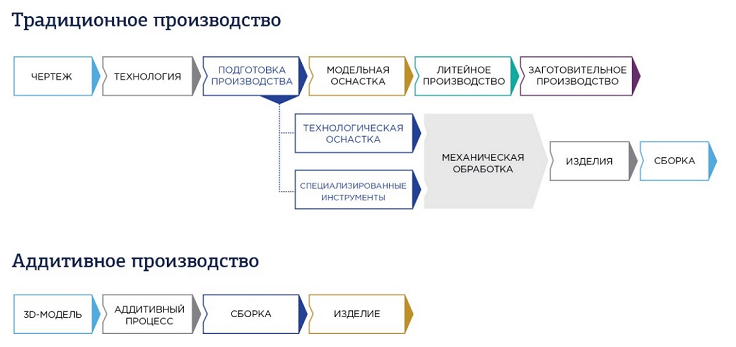 Традиционное производство
ЧЕРТЕЖ
ТЕХНОЛОГИЯ
ПОДГОТОВКА
ПРОИЗВОДСТВА
МОДЕЛЬНАЯ
ОСНАСТКА
ЛИТЕЙНОЕ
ПРОИЗВОДСТВО
ЗАГОТОВИТЕЛЬНОЕ
ПРОИЗВОДСТВО
ТЕХНОЛОГИЧЕСКАЯ
ОСНАСТКА
СПЕЦИАЛИЗИРОВАННЫЕ
ИНСТРУМЕНТЫ
МЕХАНИЧЕСКАЯ
ОБРАБОТКА
ИЗДЕЛИЯ
СБОРКА
Аддитивное производство
3D-МОДЕЛЬ
АДДИТИВНЫЙ
ПРОЦЕСС
СБОРКА
ИЗДЕЛИЕ